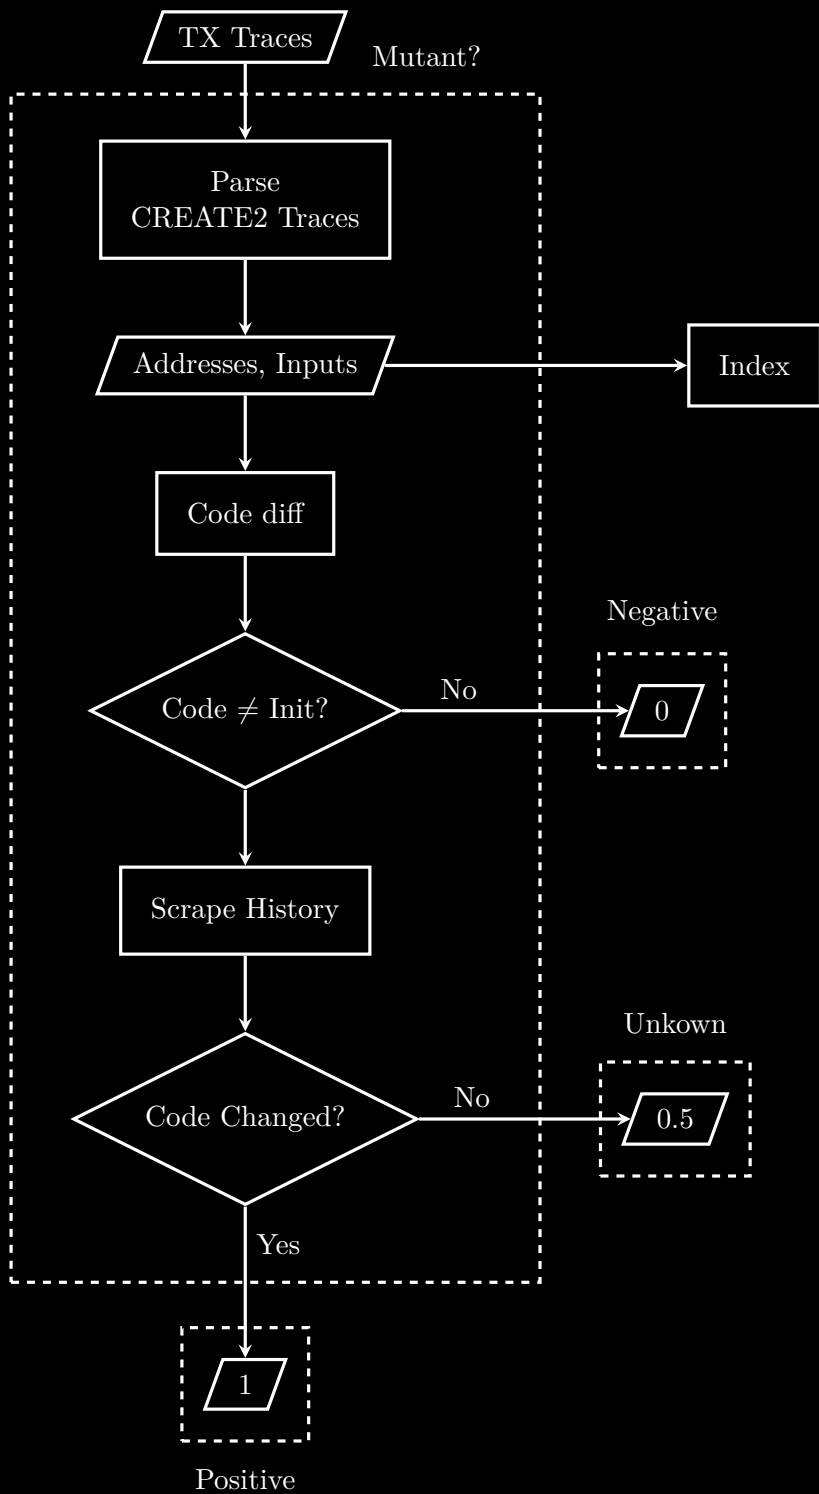 TX Traces
Mutant?
Parse
CREATE2 Traces
Addresses, Inputs
Index
Code diff
Negative
Code ≠ Init?
No
0
Scrape History
Unkown
Code Changed?
No
0.5
Yes
1
Positive